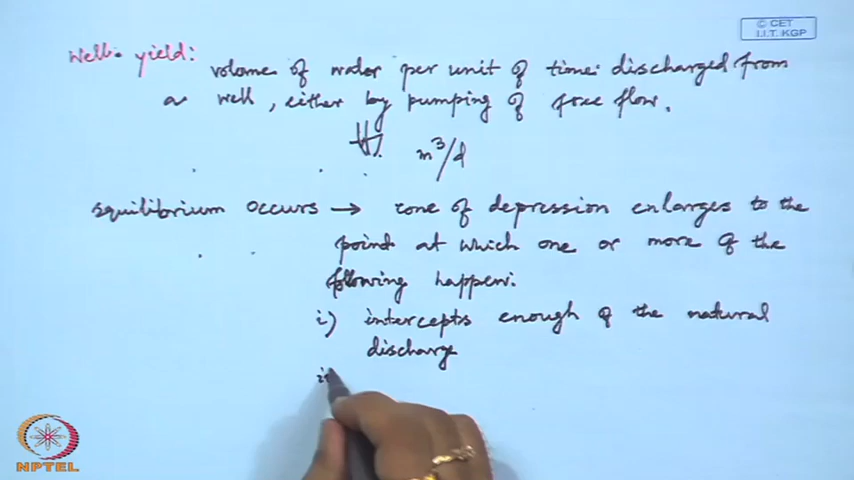 © CET
I.I.T. KGP
Well yield:
volume of water per unit of time discharged from
a well, either by pumping of free flow.
m³/d
equilibrium occurs → cone of depression enlarges to the
point at which one or more of the
following happen:
i) intercepts enough of the natural
discharge
ii
NPTEL